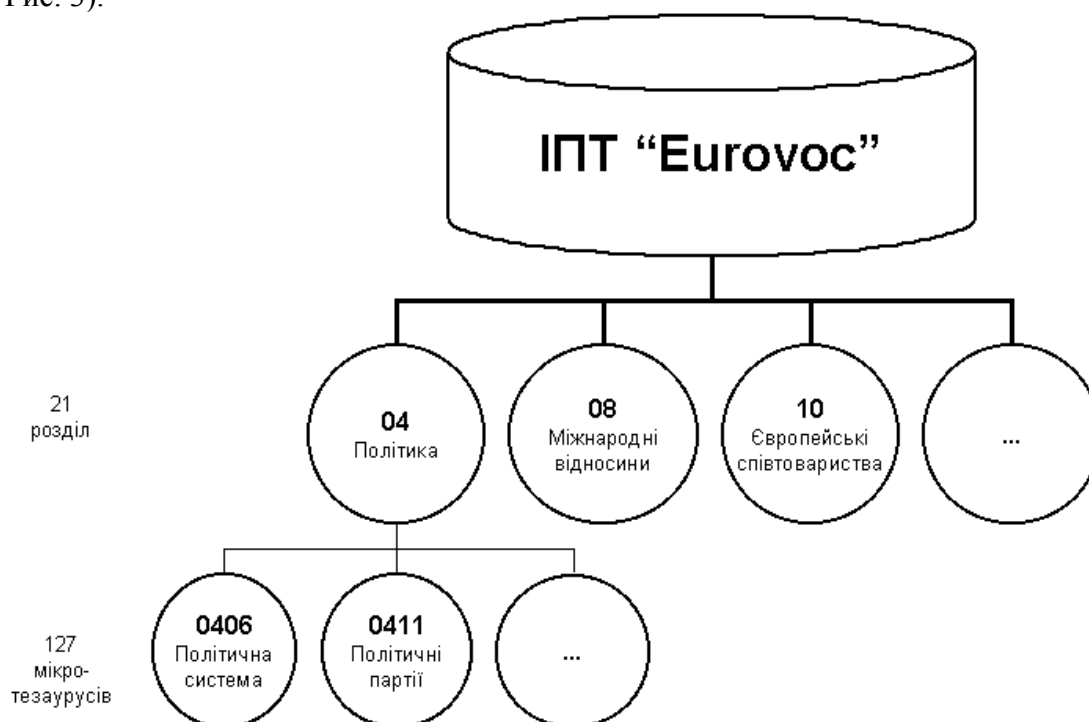 Рис. 3).
ІПТ “Eurovoc”
21
розділ
04
Політика
08
Міжнародні
відносини
10
Європейські
співтовариства
...
127
мікро-
тезаурусів
0406
Політична
система
0411
Політичні
партії
...